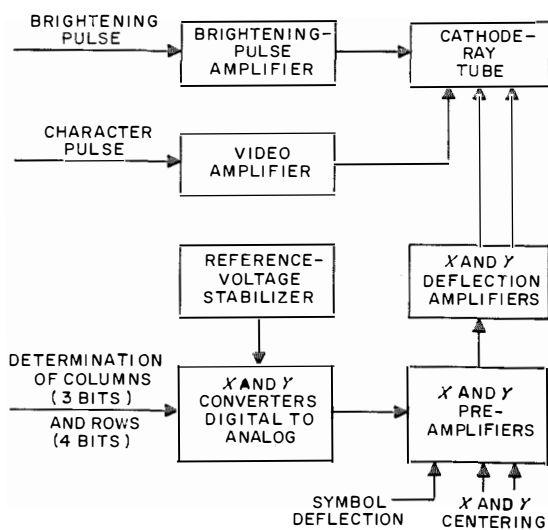 BRIGHTENING
PULSE
BRIGHTENING-
PULSE
AMPLIFIER
CATHODE-
RAY
TUBE
CHARACTER
PULSE
VIDEO
AMPLIFIER
REFERENCE-
VOLTAGE
STABILIZER
X AND Y
DEFLECTION
AMPLIFIERS
DETERMINATION
OF COLUMNS
(3 BITS)
AND ROWS
(4 BITS)
X AND Y
CONVERTERS
DIGITAL TO
ANALOG
X AND Y
PRE-
AMPLIFIERS
SYMBOL
DEFLECTION
X AND Y
CENTERING